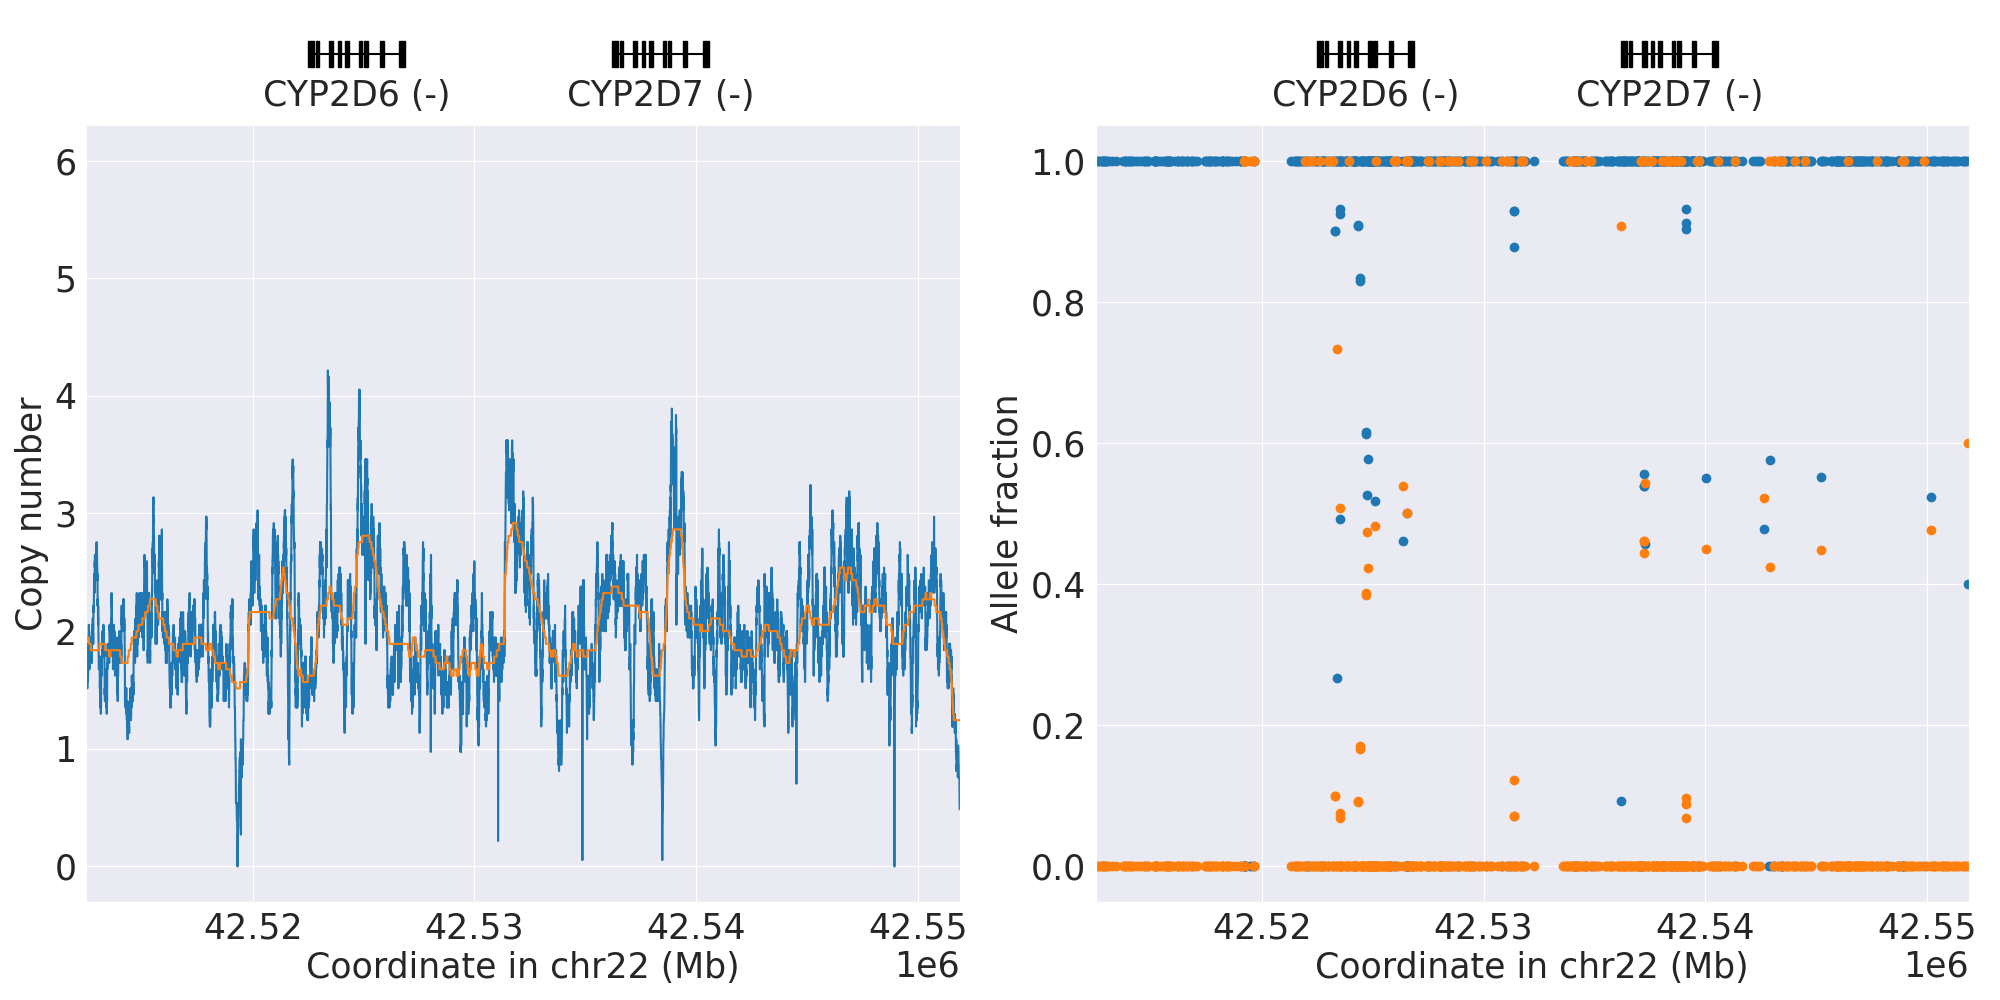 CYP2D6 (-)
CYP2D7 (-)
6
5
4
3
2
1
0
Copy number
42.52
42.53
42.54
42.55
Coordinate in chr22 (Mb)
1e6
CYP2D6 (-)
CYP2D7 (-)
1.0
0.8
0.6
0.4
0.2
0.0
Allele fraction
42.52
42.53
42.54
42.55
Coordinate in chr22 (Mb)
1e6